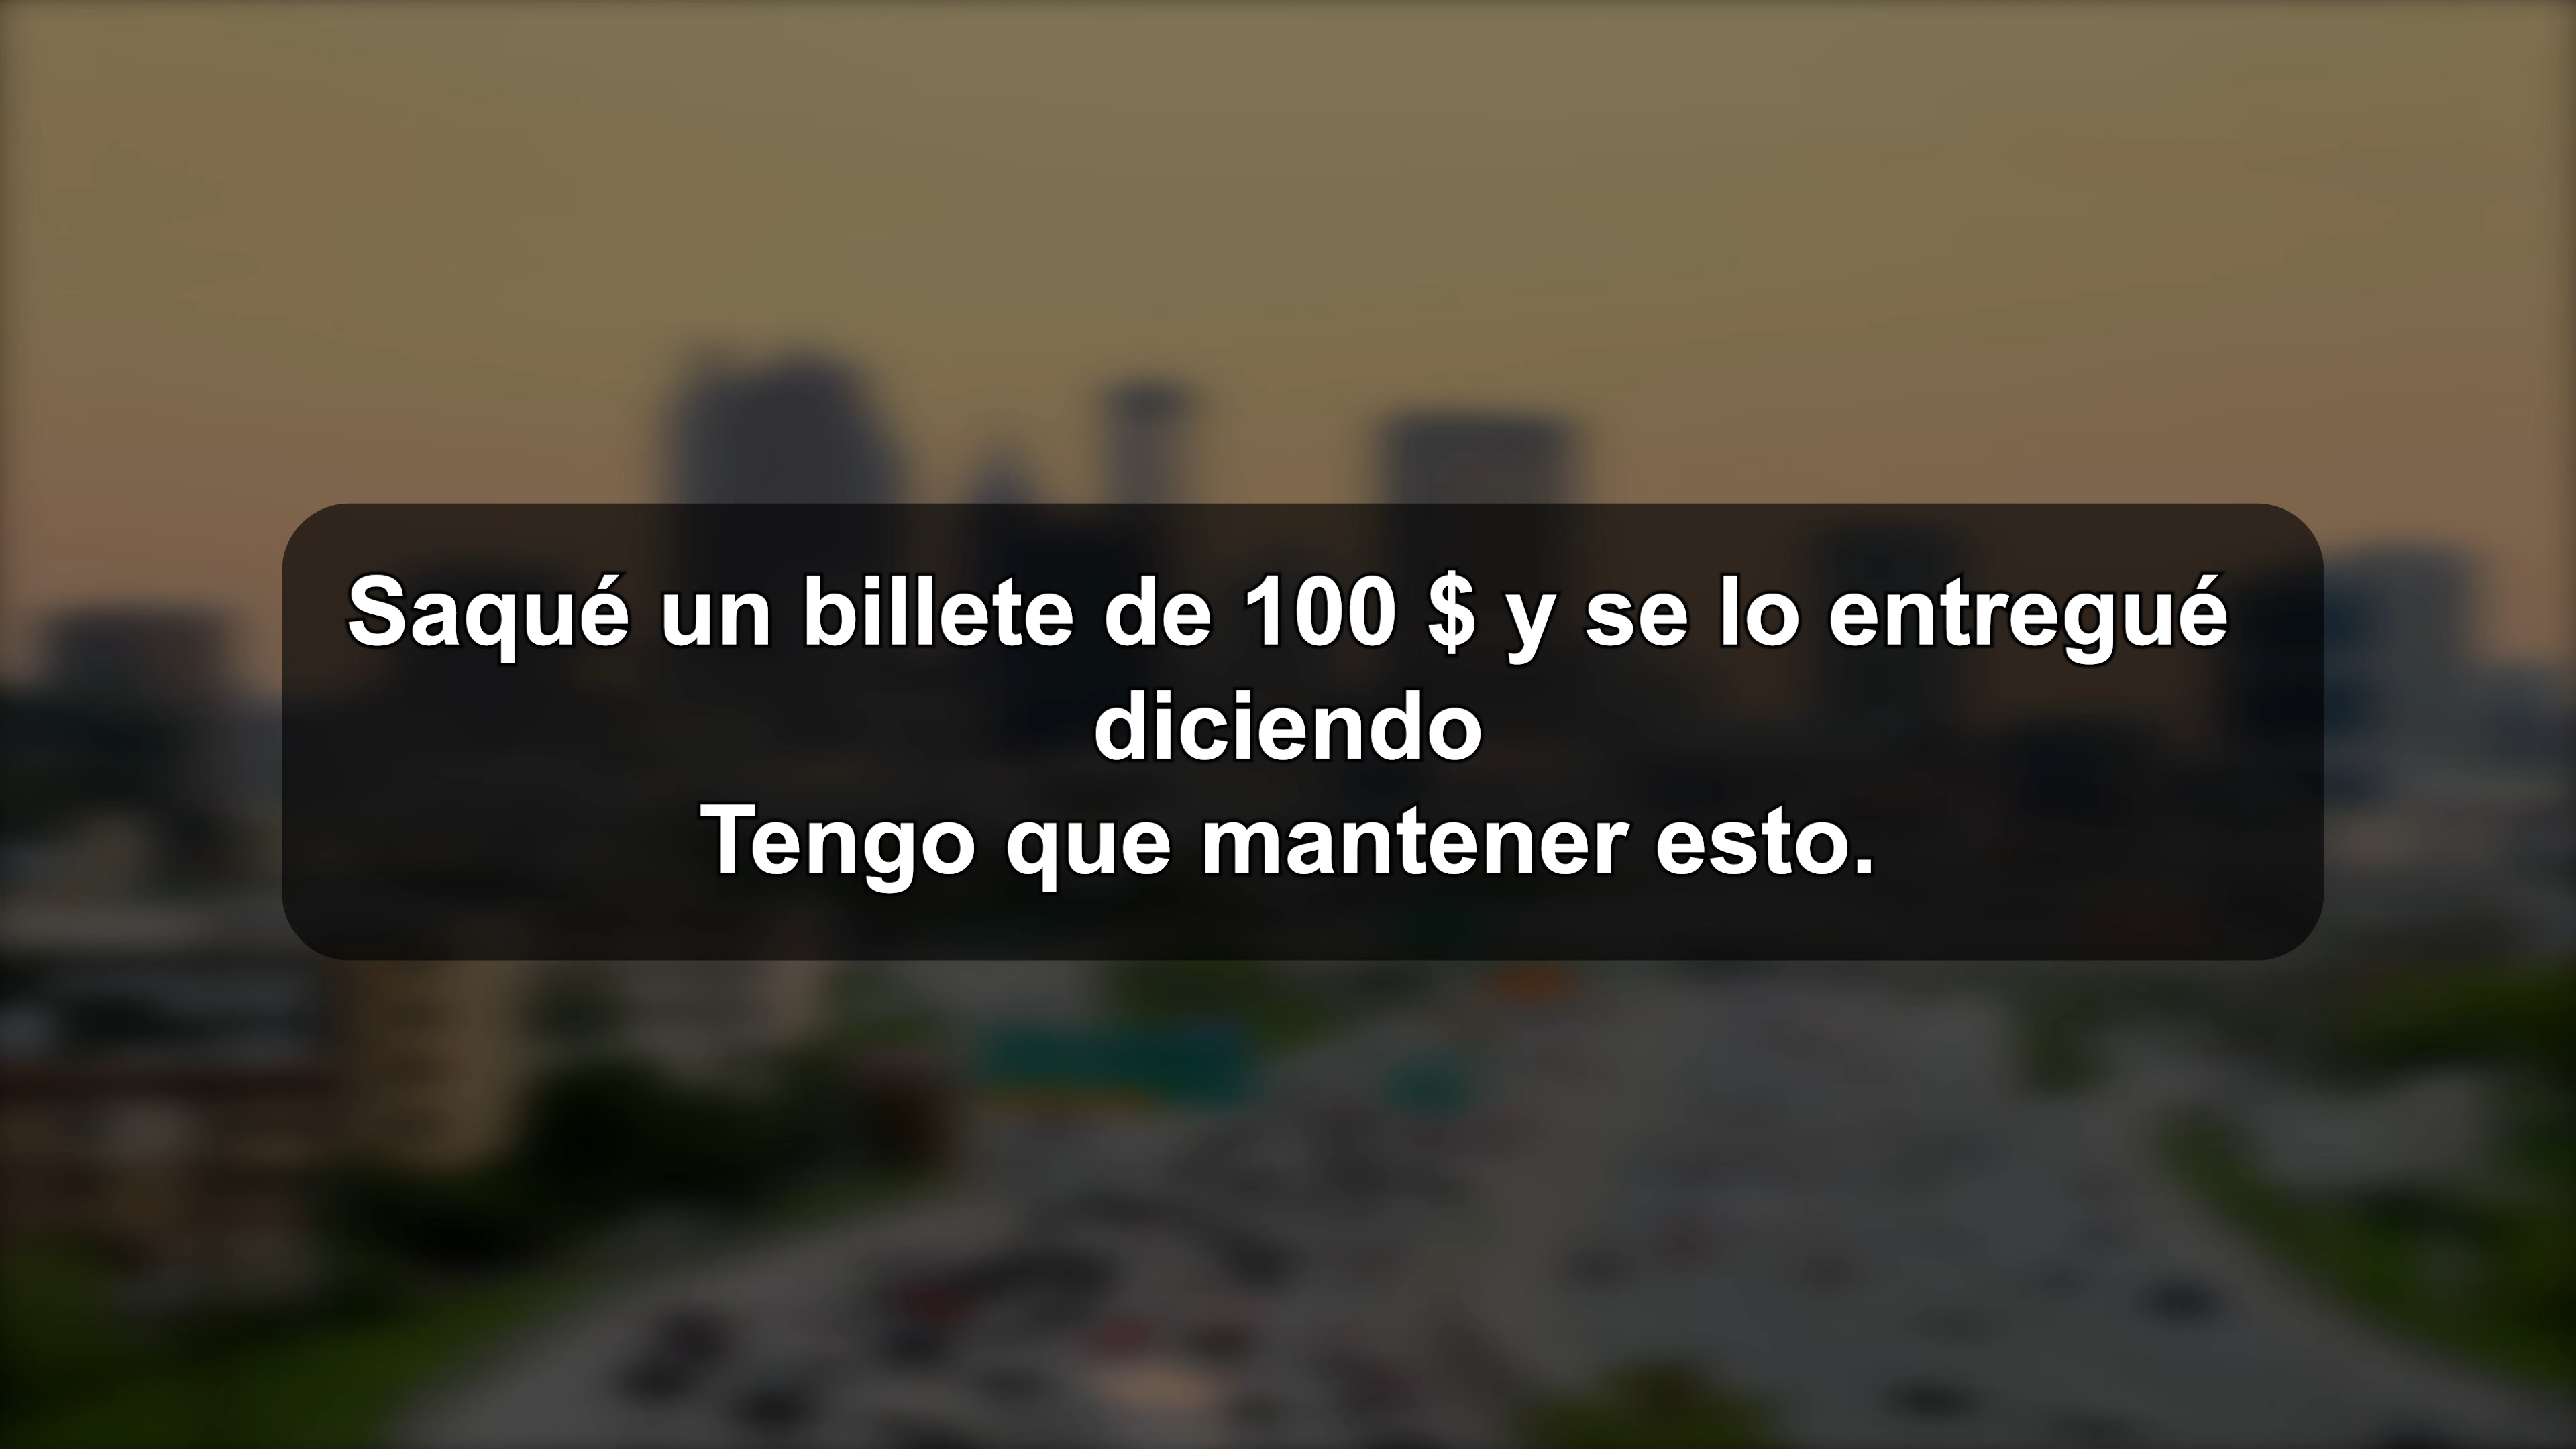 Saqué un billete de 100 $ y se lo entregué
diciendo
Tengo que mantener esto.